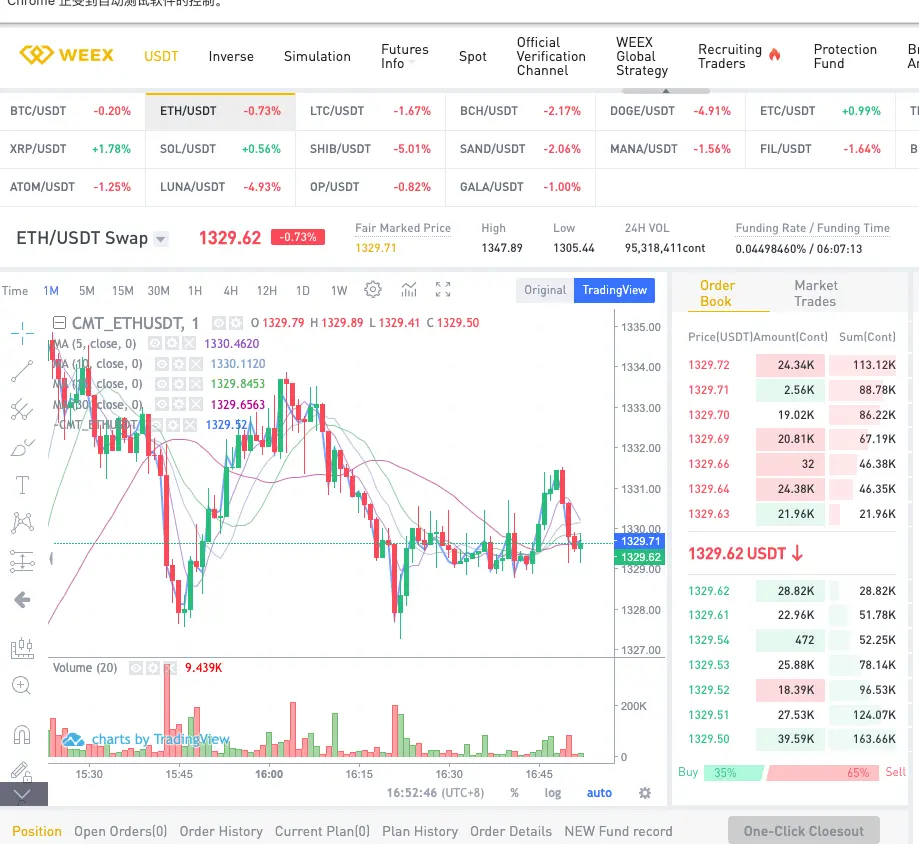 Chrome 正受到自动测试软件的控制。
WEEX
USDT
Inverse
Simulation
Futures
Info
Spot
Official
Verification
Channel
WEEX
Global
Strategy
Recruiting
Traders
Protection
Fund
BTC/USDT -0.20%
ETH/USDT -0.73%
LTC/USDT -1.67%
BCH/USDT -2.17%
DOGE/USDT -4.91%
ETC/USDT +0.99%
XRP/USDT +1.78%
SOL/USDT +0.56%
SHIB/USDT -5.01%
SAND/USDT -2.06%
MANA/USDT -1.56%
FIL/USDT -1.64%
ATOM/USDT -1.25%
LUNA/USDT -4.93%
OP/USDT -0.82%
GALA/USDT -1.00%
ETH/USDT Swap
1329.62
-0.73%
Fair Marked Price
1329.71
High
1347.89
Low
1305.44
24H VOL
95,318,411cont
Funding Rate / Funding Time
0.04498460% / 06:07:13
Time 1M 5M 15M 30M 1H 4H 12H 1D 1W
Original TradingView
CMT_ETHUSDT, 1 O 1329.79 H 1329.89 L 1329.41 C 1329.50
MA (5, close, 0) 1330.4620
1330.1120
close, 0) 1329.8453
close, 0) 1329.6563
CMT_ETHUSDT 1329.52
1335.00
1334.00
1333.00
1332.00
1331.00
1330.00
1329.71
1329.62
1329.00
1328.00
1327.00
Volume (20) 9.439K
200K
0
charts by TradingView
15:30 15:45 16:00 16:15 16:30 16:45
16:52:46 (UTC+8) % log auto
Order
Book
Market
Trades
Price(USDT) Amount(Cont) Sum(Cont)
1329.72 24.34K 113.12K
1329.71 2.56K 88.78K
1329.70 19.02K 86.22K
1329.69 20.81K 67.19K
1329.66 32 46.38K
1329.64 24.38K 46.35K
1329.63 21.96K 21.96K
1329.62 USDT ↓
1329.62 28.82K 28.82K
1329.61 22.96K 51.78K
1329.54 472 52.25K
1329.53 25.88K 78.14K
1329.52 18.39K 96.53K
1329.51 27.53K 124.07K
1329.50 39.59K 163.66K
Buy 35% 65% Sell
Position Open Orders(0) Order History Current Plan(0) Plan History Order Details NEW Fund record
One-Click Cloesout